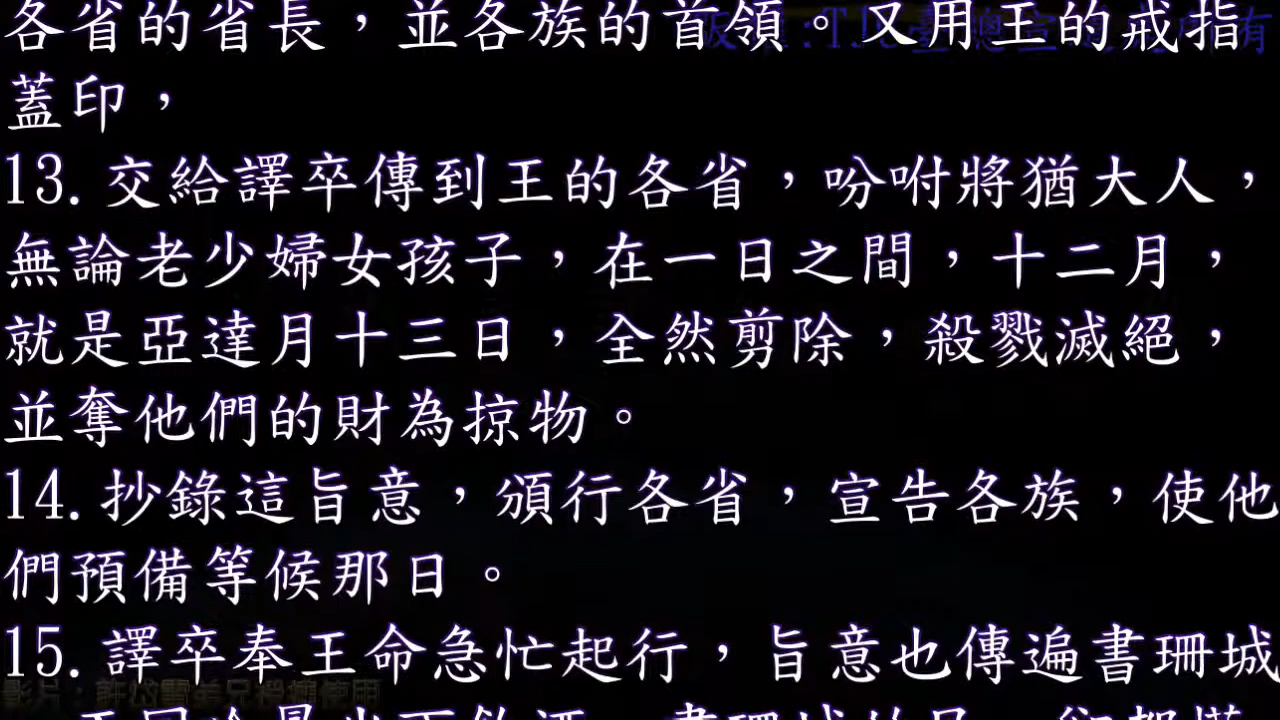 各省的省長，並各族的首領。又用王的戒指
蓋印，
13.交給譯卒傳到王的各省，吩咐將猶大人，
無論老少婦女孩子，在一日之間，十二月，
就是亞達月十三日，全然剪除，殺戮滅絕，
並奪他們的財為掠物。
14.抄錄這旨意，頒行各省，宣告各族，使他
們預備等候那日。
15.譯卒奉王命急忙起行，旨意也傳遍書珊城